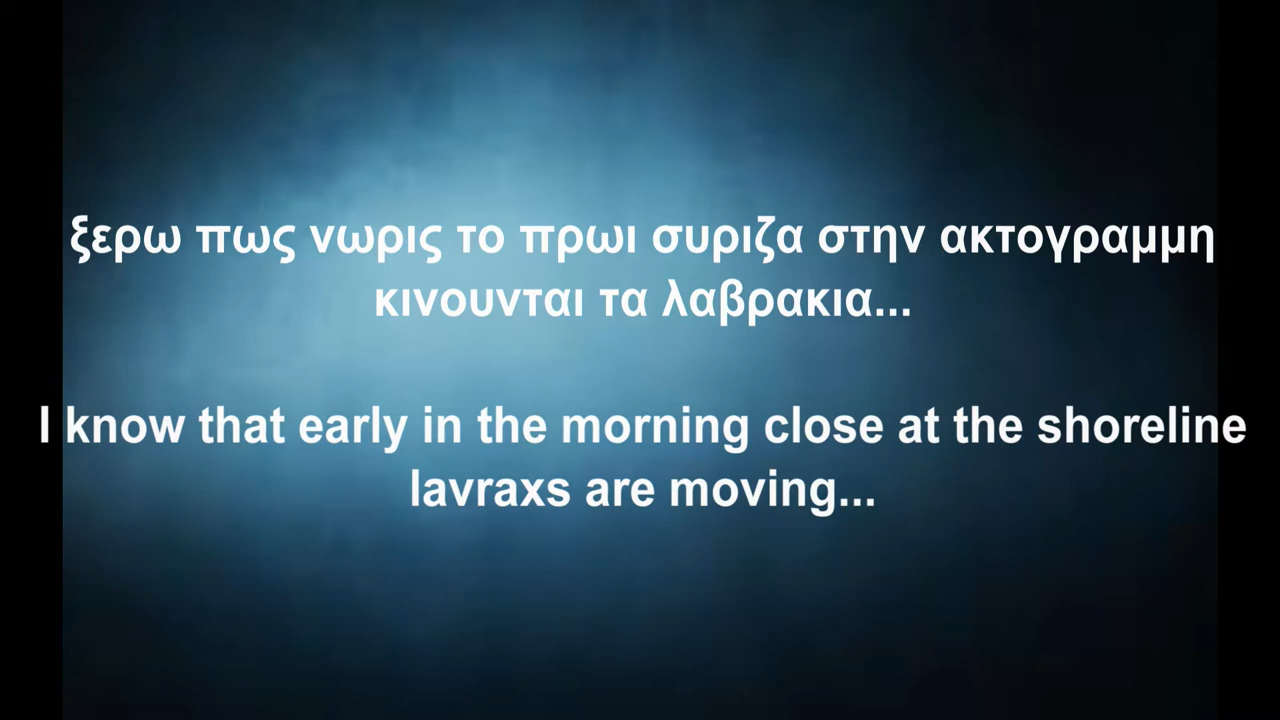 ξερω πως νωρις το πρωι συριζα στην ακτογραμμη
κινουνται τα λαβρακια...
I know that early in the morning close at the shoreline
lavraxs are moving...